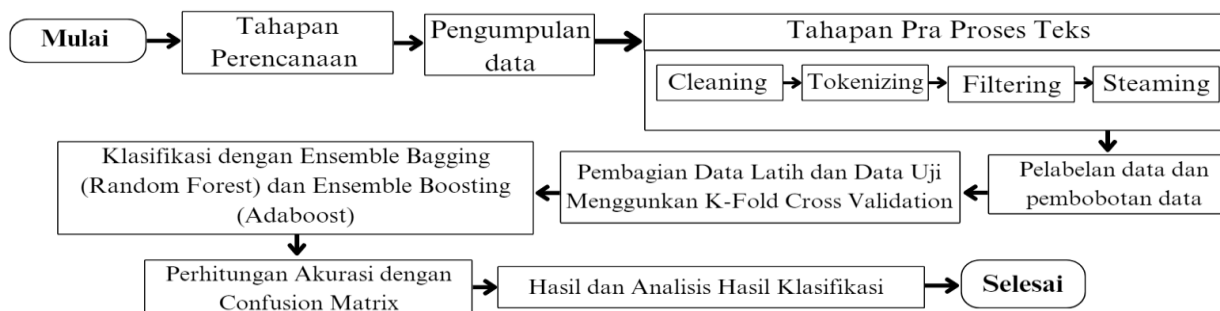 Mulai
Tahapan
Perencanaan
Pengumpulan
data
Tahapan Pra Proses Teks
Cleaning
Tokenizing
Filtering
Steaming
Pelabelan data dan
pembobotan data
Pembagian Data Latih dan Data Uji
Menggunkan K-Fold Cross Validation
Klasifikasi dengan Ensemble Bagging
(Random Forest) dan Ensemble Boosting
(Adaboost)
Perhitungan Akurasi dengan
Confusion Matrix
Hasil dan Analisis Hasil Klasifikasi
Selesai